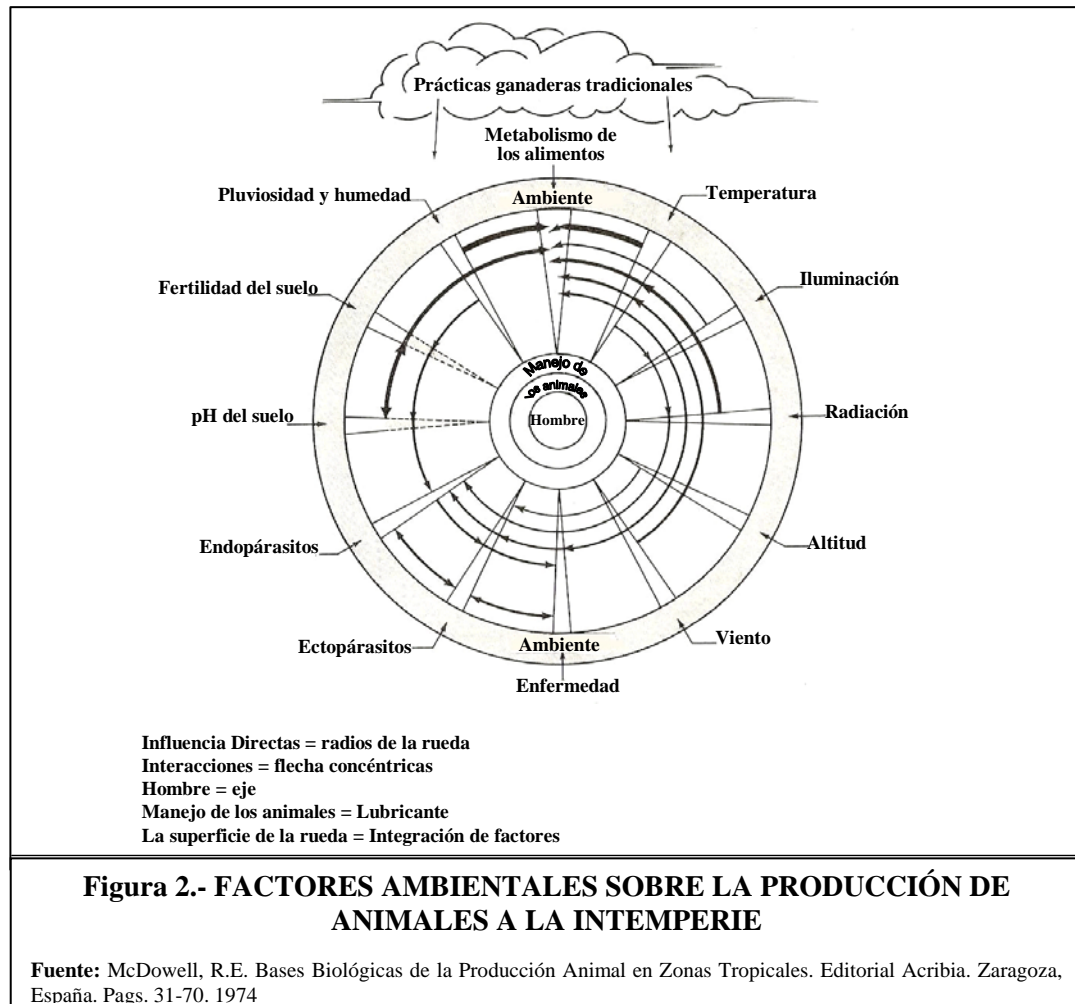 Prácticas ganaderas tradicionales
Metabolismo de
los alimentos
Pluviosidad y humedad
Ambiente
Temperatura
Fertilidad del suelo
Iluminación
Manejo de
los animales
Hombre
pH del suelo
Radiación
Endopárasitos
Altitud
Ectopárasitos
Ambiente
Viento
Enfermedad
Influencia Directas = radios de la rueda
Interacciones = flecha concéntricas
Hombre = eje
Manejo de los animales = Lubricante
La superficie de la rueda = Integración de factores
Figura 2.- FACTORES AMBIENTALES SOBRE LA PRODUCCIÓN DE
ANIMALES A LA INTEMPERIE
Fuente: McDowell, R.E. Bases Biológicas de la Producción Animal en Zonas Tropicales. Editorial Acribia. Zaragoza,
España. Pags. 31-70. 1974